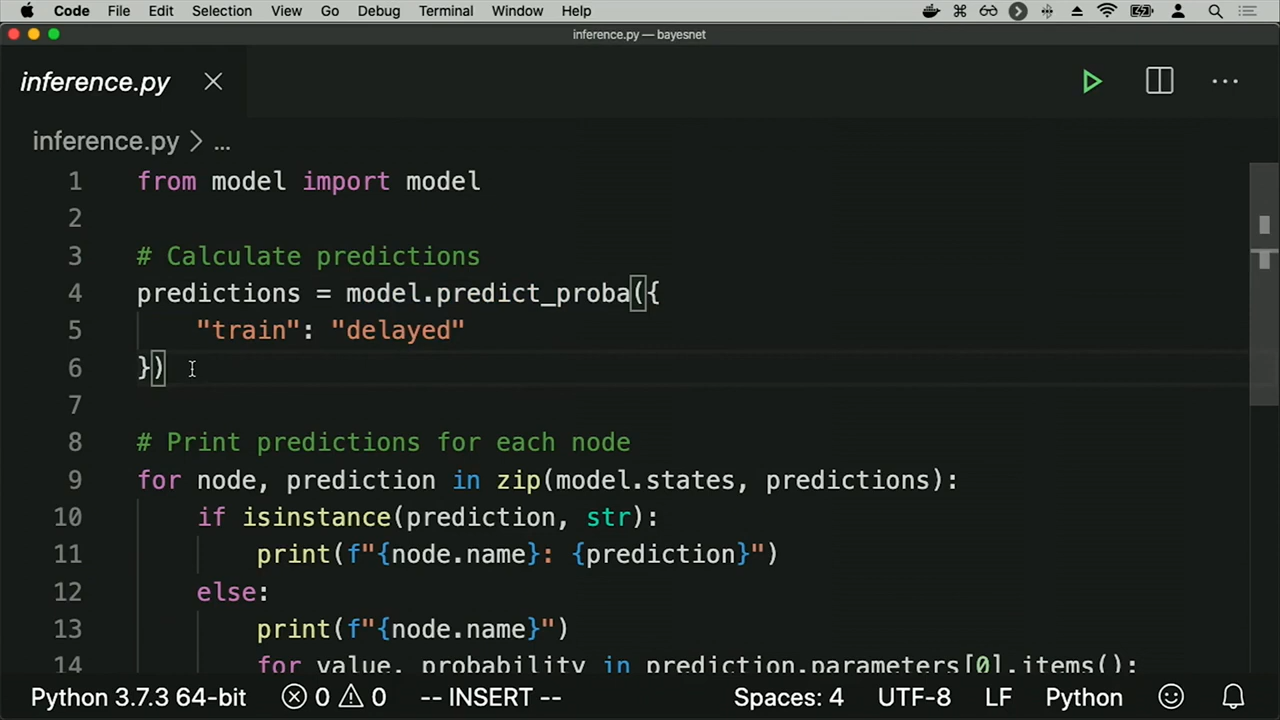 Code File Edit Selection View Go Debug Terminal Window Help
inference.py — bayesnet
inference.py
inference.py > ...
1 from model import model
2
3 # Calculate predictions
4 predictions = model.predict_proba({
5     "train": "delayed"
6 })
7
8 # Print predictions for each node
9 for node, prediction in zip(model.states, predictions):
10     if isinstance(prediction, str):
11         print(f"{node.name}: {prediction}")
12     else:
13         print(f"{node.name}")
14         for value, probability in prediction.parameters[0].items():
Python 3.7.3 64-bit 0 0 -- INSERT -- Spaces: 4 UTF-8 LF Python